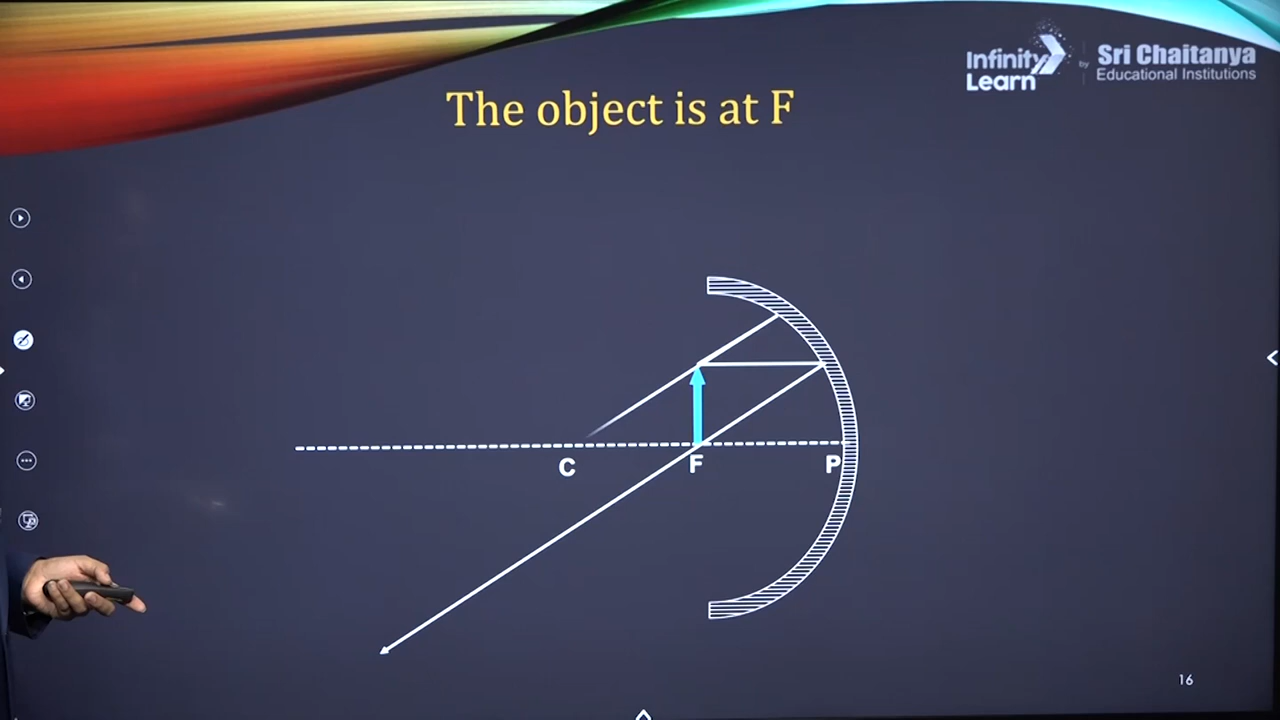 Infinity Learn by Sri Chaitanya Educational Institutions
The object is at F
C F P
16